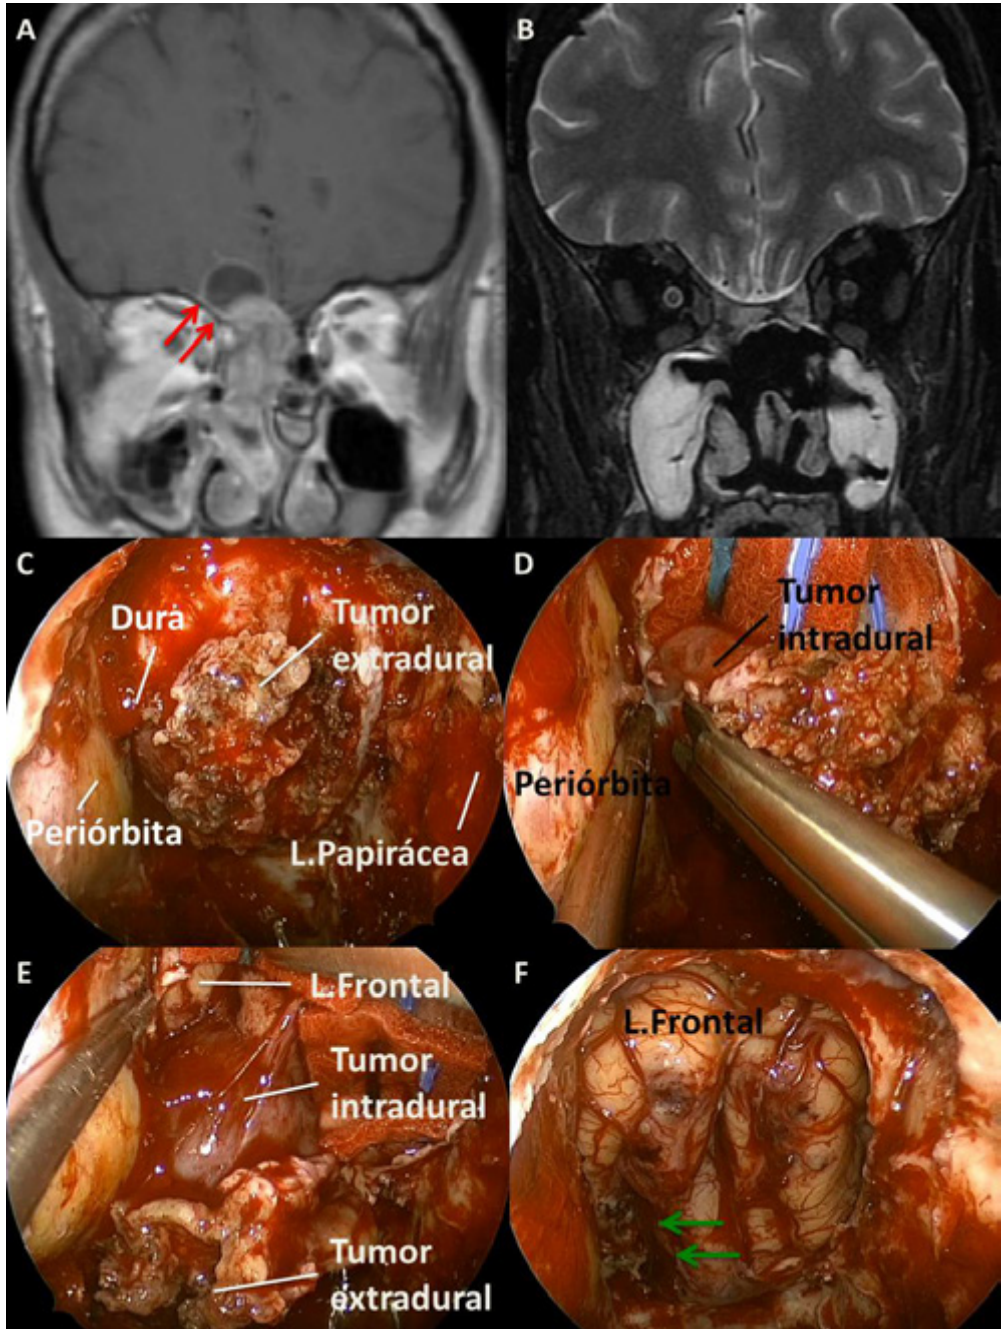 A
B
C
Dura
Tumor
extradural
Periórbita
L.Papirácea
D
Tumor
intradural
Periórbita
E
L.Frontal
Tumor
intradural
Tumor
extradural
F
L.Frontal